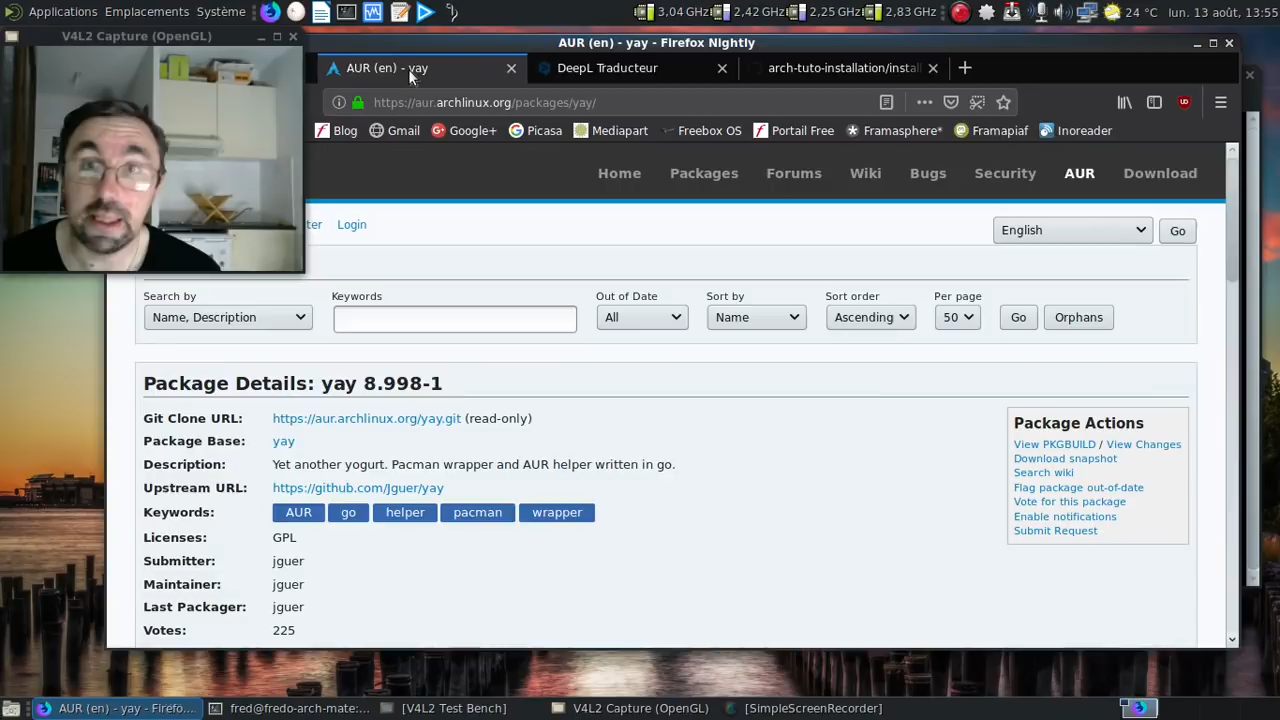 Applications Emplacements Système 3,04 GHz 2,25 GHz 2,83 GHz 24 °C lun. 13 août, 13:55
V4L2 Capture (OpenGL)
AUR (en) - yay - Firefox Nightly
AUR (en) - yay DeepL Traducteur arch-tuto-installation/instal
https://aur.archlinux.org/packages/yay/
Blog Gmail Google+ Picasa Mediapart Freebox OS Portail Free Framasphere* Framapiaf Inoreader
Home Packages Forums Wiki Bugs Security AUR Download
ter Login English Go
Search by Keywords Out of Date Sort by Sort order Per page
Name, Description All Name Ascending 50 Go Orphans
Package Details: yay 8.998-1
Git Clone URL: https://aur.archlinux.org/yay.git (read-only)
Package Base: yay
Description: Yet another yogurt. Pacman wrapper and AUR helper written in go.
Upstream URL: https://github.com/Jguer/yay
Keywords: AUR go helper pacman wrapper
Licenses: GPL
Submitter: jguer
Maintainer: jguer
Last Packager: jguer
Votes: 225
Package Actions
View PKGBUILD / View Changes
Download snapshot
Search wiki
Flag package out-of-date
Vote for this package
Enable notifications
Submit Request
AUR (en) - yay - Firefo... fred@fredo-arch-mate:... [V4L2 Test Bench] V4L2 Capture (OpenGL) [SimpleScreenRecorder]